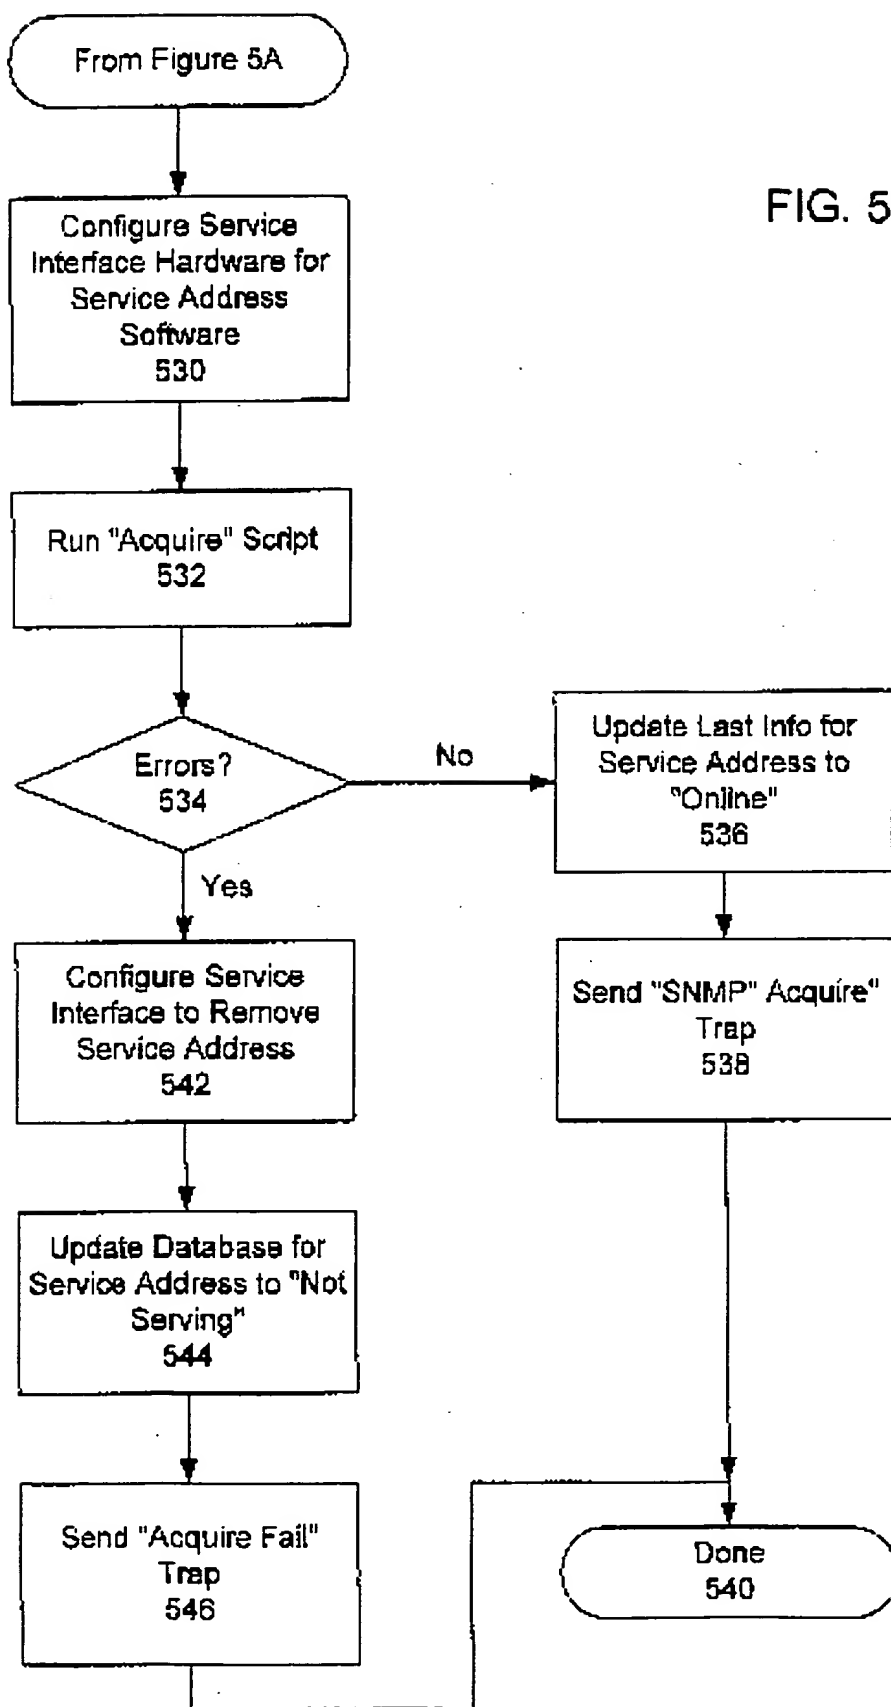 From Figure 5A
FIG. 5
Configure Service
Interface Hardware for
Service Address
Software
530
Run "Acquire" Script
532
Errors?
534
No
Yes
Update Last Info for
Service Address to
"Online"
536
Send "SNMP" Acquire"
Trap
538
Configure Service
Interface to Remove
Service Address
542
Update Database for
Service Address to "Not
Serving"
544
Send "Acquire Fail"
Trap
546
Done
540